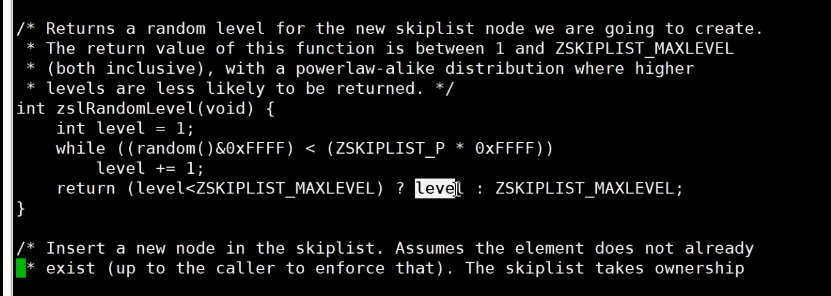 /* Returns a random level for the new skiplist node we are going to create.
 * The return value of this function is between 1 and ZSKIPLIST_MAXLEVEL
 * (both inclusive), with a powerlaw-alike distribution where higher
 * levels are less likely to be returned. */
int zslRandomLevel(void) {
    int level = 1;
    while ((random()&0xFFFF) < (ZSKIPLIST_P * 0xFFFF))
        level += 1;
    return (level<ZSKIPLIST_MAXLEVEL) ? level : ZSKIPLIST_MAXLEVEL;
}
/* Insert a new node in the skiplist. Assumes the element does not already
 * exist (up to the caller to enforce that). The skiplist takes ownership